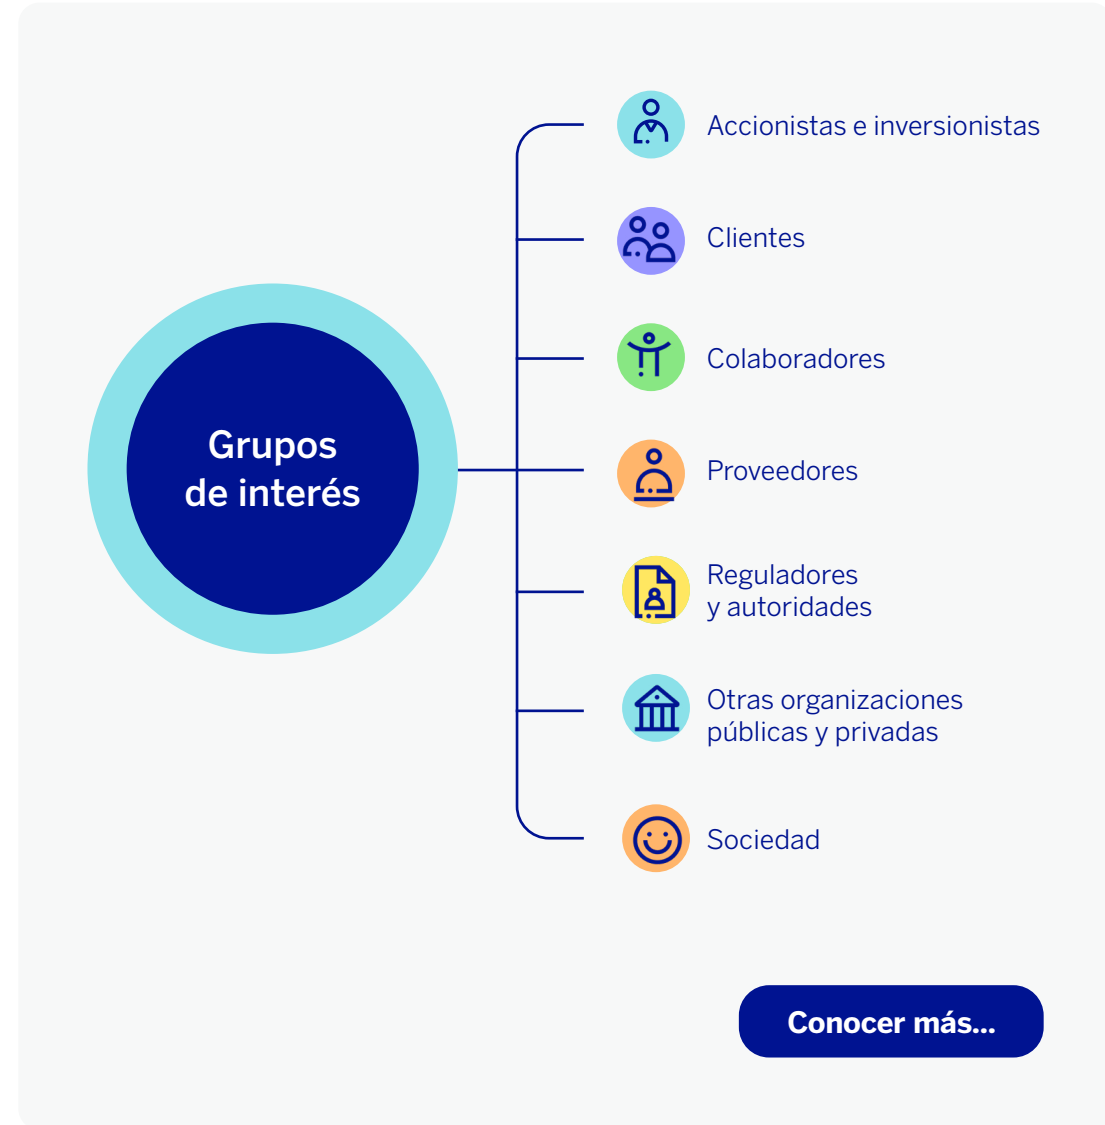 Grupos
de interés
Accionistas e inversionistas
Clientes
Colaboradores
Proveedores
Reguladores
y autoridades
Otras organizaciones
públicas y privadas
Sociedad
Conocer más...